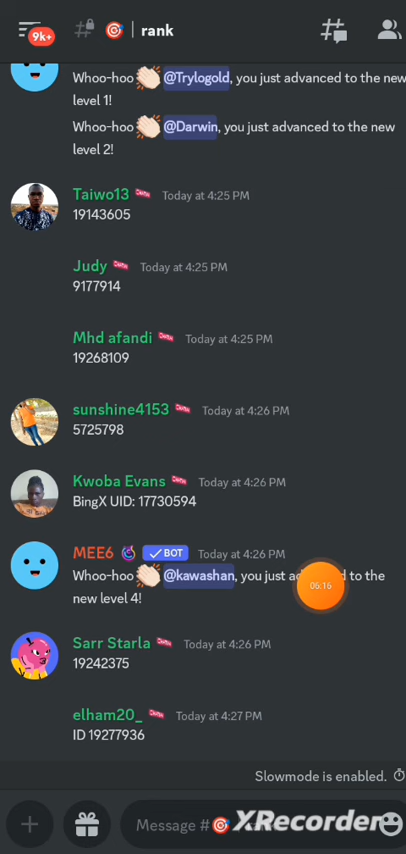 9k+
rank
Whoo-hoo @Trylogold, you just advanced to the new
level 1!
Whoo-hoo @Darwin, you just advanced to the new
level 2!
Taiwo13 Today at 4:25 PM
19143605
Judy Today at 4:25 PM
9177914
Mhd afandi Today at 4:25 PM
19268109
sunshine4153 Today at 4:26 PM
5725798
Kwoba Evans Today at 4:26 PM
BingX UID: 17730594
MEE6 BOT Today at 4:26 PM
Whoo-hoo @kawashan, you just ad to the
new level 4!
06:16
Sarr Starla Today at 4:26 PM
19242375
elham20_ Today at 4:27 PM
ID 19277936
Slowmode is enabled.
Message #
XRecorder